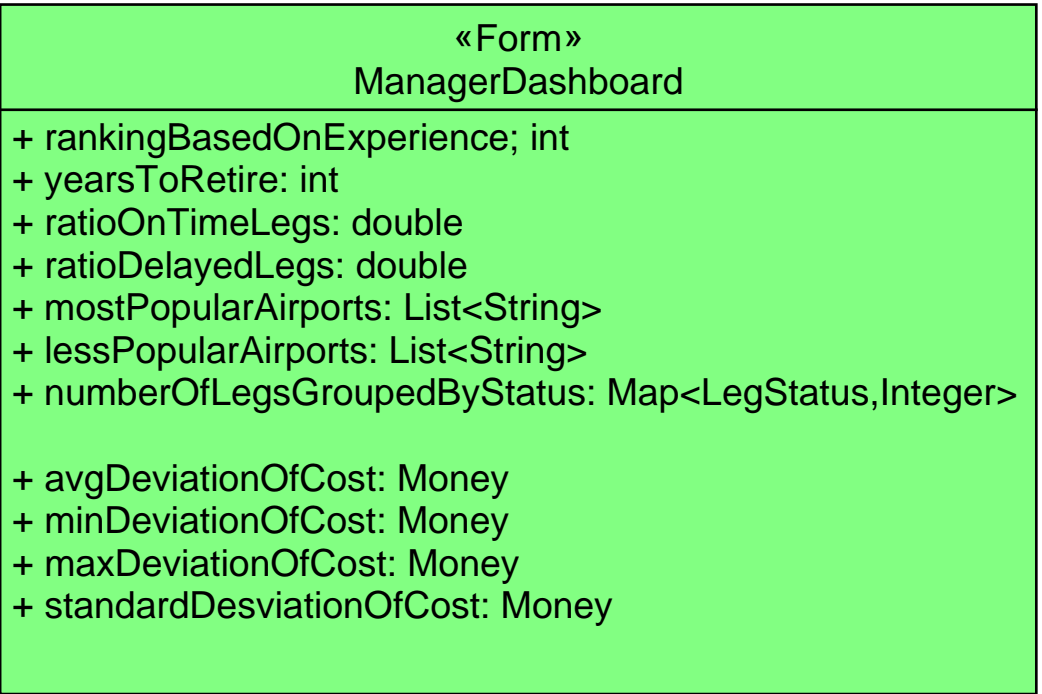 «Form»
ManagerDashboard
+ rankingBasedOnExperience; int
+ yearsToRetire: int
+ ratioOnTimeLegs: double
+ ratioDelayedLegs: double
+ mostPopularAirports: List<String>
+ lessPopularAirports: List<String>
+ numberOfLegsGroupedByStatus: Map<LegStatus,Integer>
+ avgDeviationOfCost: Money
+ minDeviationOfCost: Money
+ maxDeviationOfCost: Money
+ standardDesviationOfCost: Money